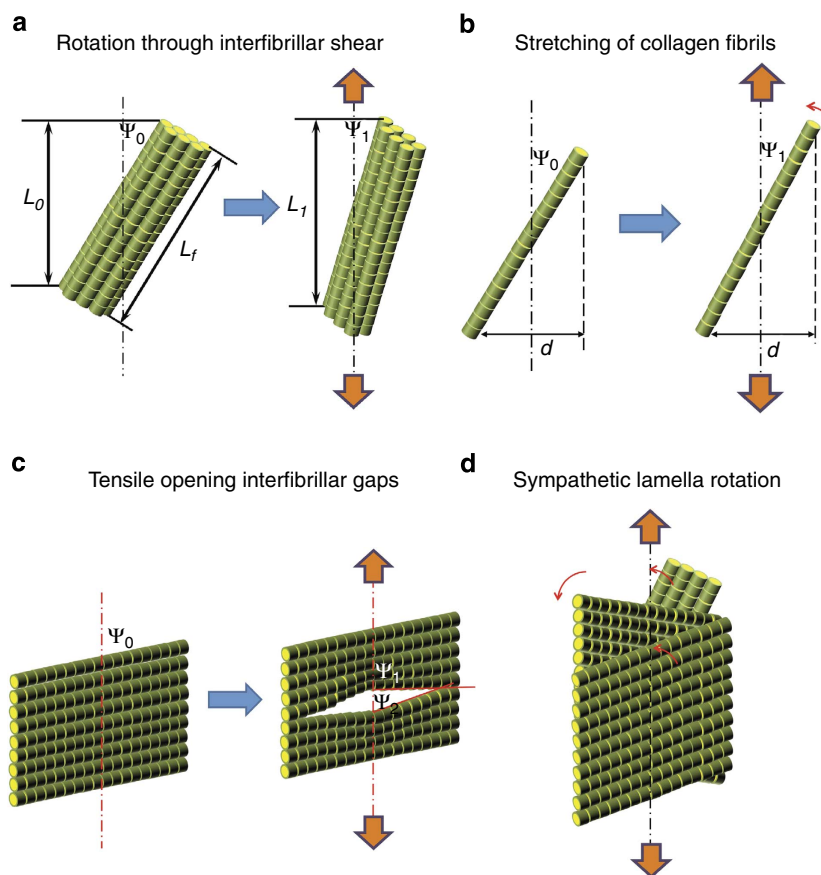 a
Rotation through interfibrillar shear
Ψ0
L0
Lf
Ψ1
L1
b
Stretching of collagen fibrils
Ψ0
d
Ψ1
d
c
Tensile opening interfibrillar gaps
Ψ0
Ψ1
Ψ2
d
Sympathetic lamella rotation